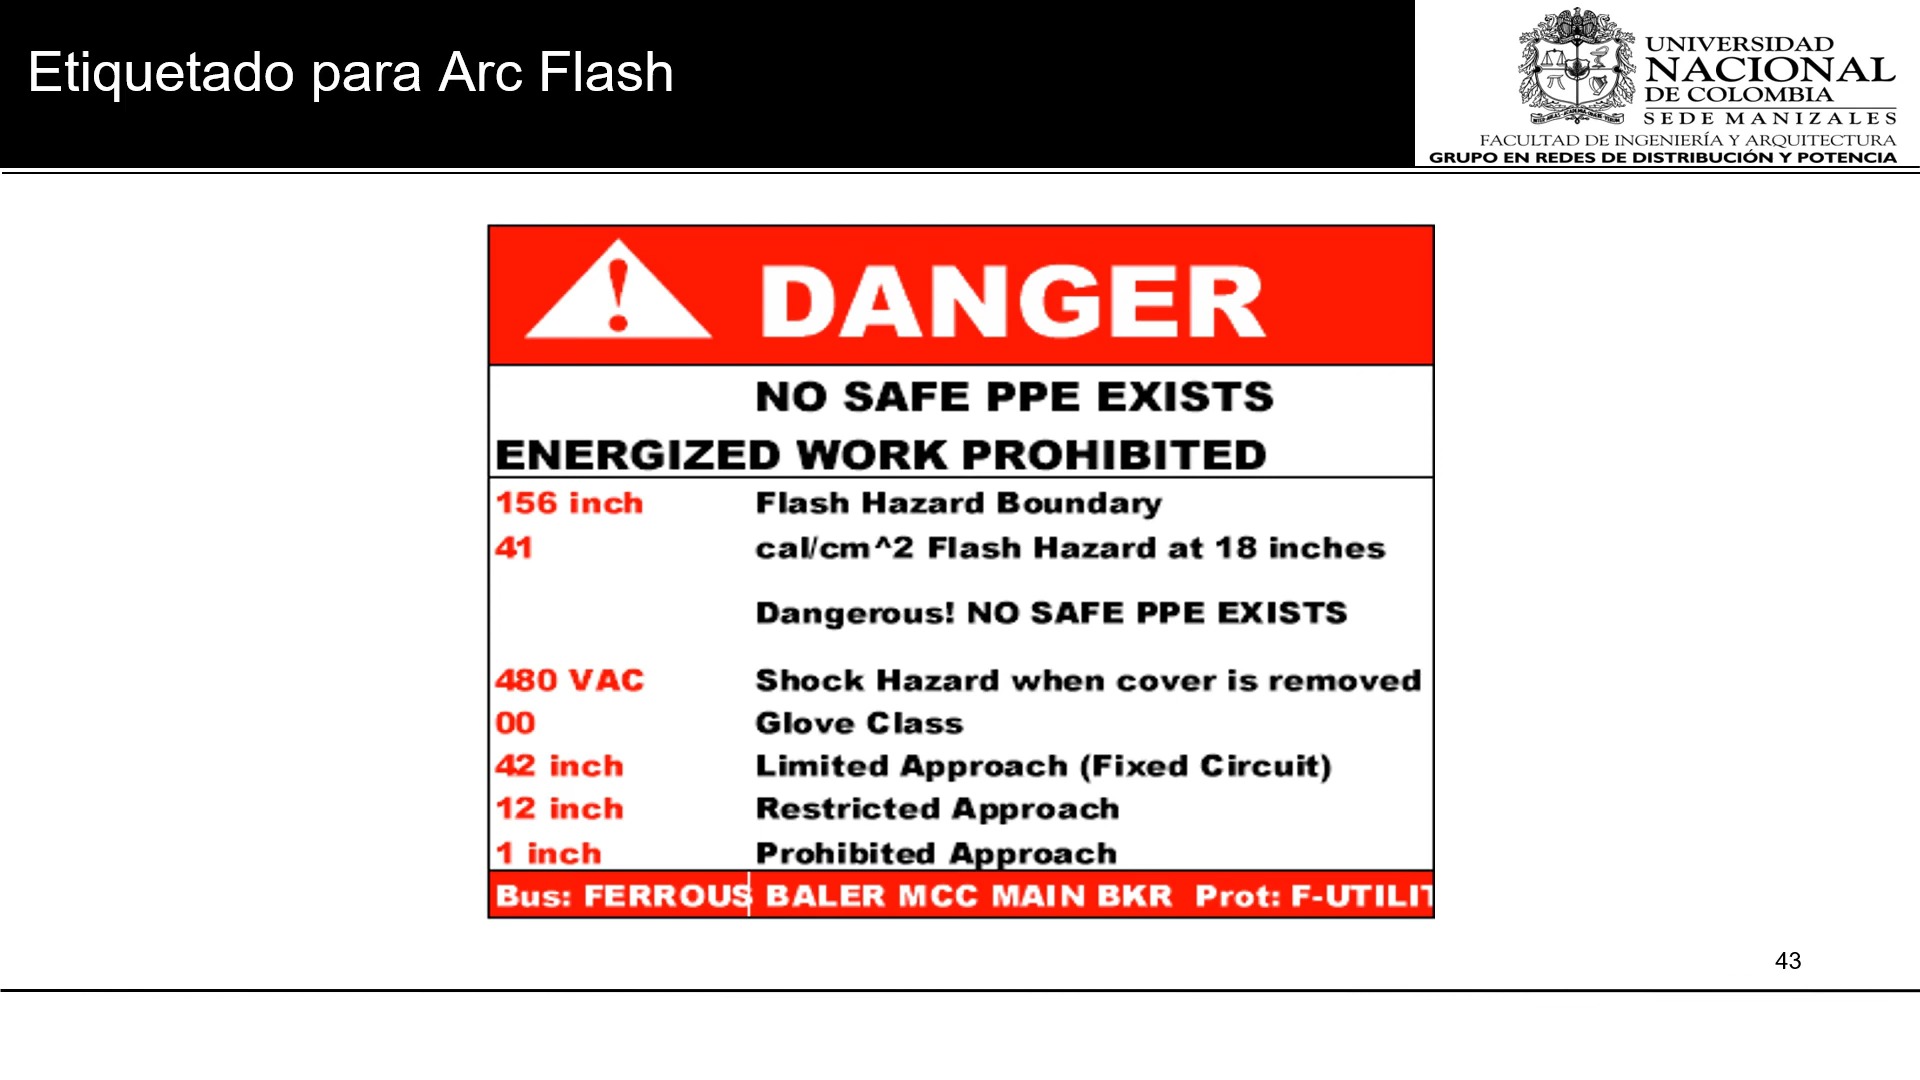 Etiquetado para Arc Flash
UNIVERSIDAD
NACIONAL
DE COLOMBIA
SEDE MANIZALES
FACULTAD DE INGENIERÍA Y ARQUITECTURA
GRUPO EN REDES DE DISTRIBUCIÓN Y POTENCIA
! DANGER
NO SAFE PPE EXISTS
ENERGIZED WORK PROHIBITED
156 inch Flash Hazard Boundary
41 cal/cm^2 Flash Hazard at 18 inches
Dangerous! NO SAFE PPE EXISTS
480 VAC Shock Hazard when cover is removed
00 Glove Class
42 inch Limited Approach (Fixed Circuit)
12 inch Restricted Approach
1 inch Prohibited Approach
Bus: FERROUS BALER MCC MAIN BKR Prot: F-UTILIT
43